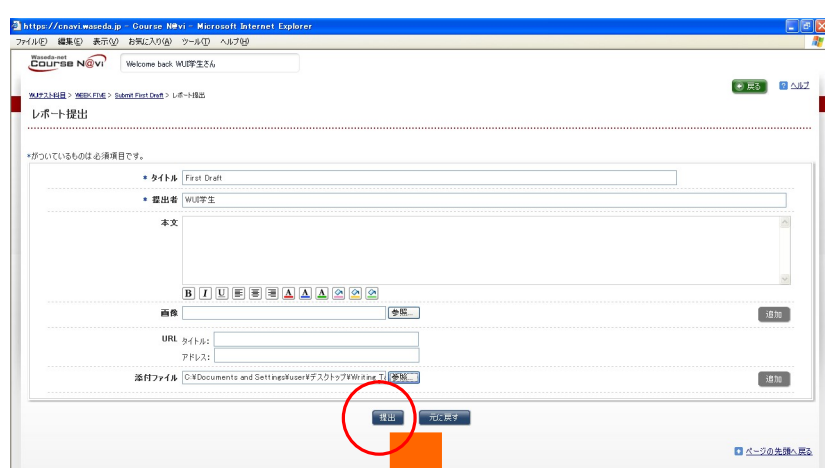 https://cnavi.waseda.jp - Course N@vi - Microsoft Internet Explorer
ファイル(F) 編集(E) 表示(V) お気に入り(A) ツール(T) ヘルプ(H)
Waseda-net
Course N@vi
Welcome back WUI学生さん
戻る ヘルプ
WUIテスト科目 > WEEK FIVE > Submit First Draft > レポート提出
レポート提出
*がついているものは必須項目です。
* タイトル First Draft
* 提出者 WUI学生
本文
B I U A A A
画像 参照... 追加
URL タイトル:
アドレス:
添付ファイル C:¥Documents and Settings¥user¥デスクトップ¥Writing 参照... 追加
提出 元に戻す
ページの先頭へ戻る